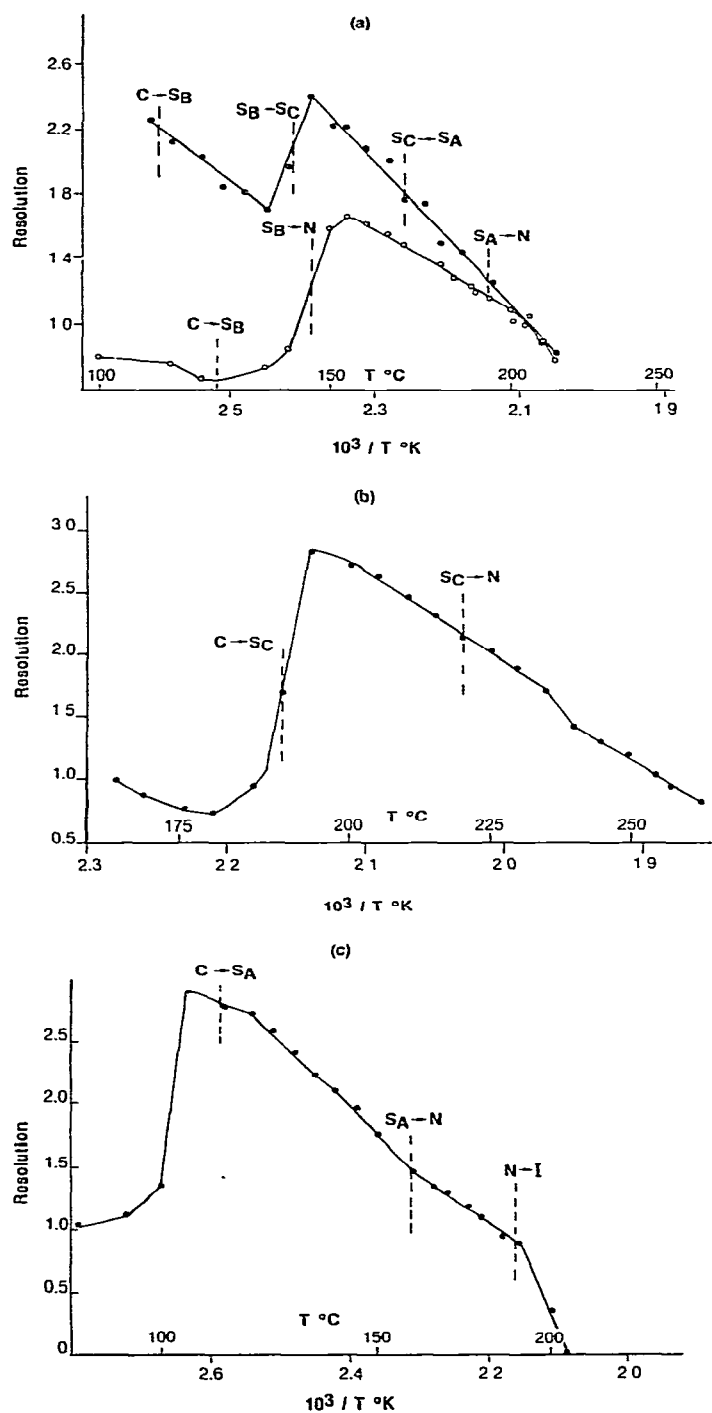 (a)
2.6
2.2
1.8
1.4
1 0
Resolution
C→SB
SB→SC
SC→SA
SB→N
SA→N
C→SB
100
150
T °C
200
250
2.5
2.3
2.1
1 9
10³ / T °K
(b)
3 0
2.5
2.0
1.5
1.0
0.5
Resolution
C→SC
SC→N
175
200
T °C
225
250
2.3
2 2
2.1
2 0
1 9
10³ / T °K
(c)
2.5
2.0
1.5
1.0
0.5
0
Resolution
C→SA
SA→N
N→I
100
T °C
150
200
2.6
2.4
2 2
2 0
10³ / T °K